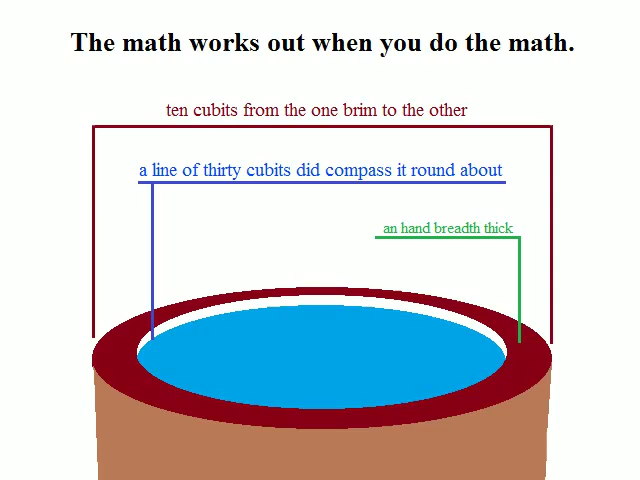 The math works out when you do the math.
ten cubits from the one brim to the other
a line of thirty cubits did compass it round about
an hand breadth thick